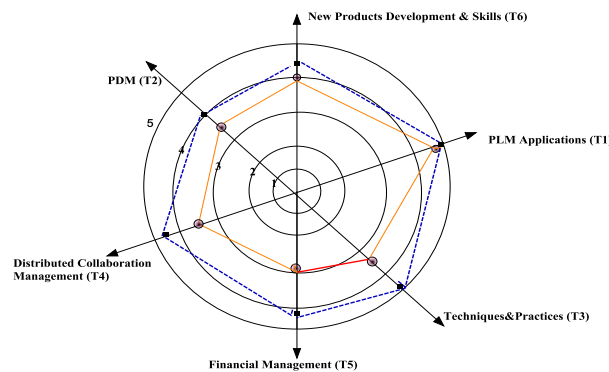 New Products Development & Skills (T6)
PDM (T2)
5
4
3
2
1
PLM Applications (T1)
Distributed Collaboration
Management (T4)
Techniques&Practices (T3)
Financial Management (T5)